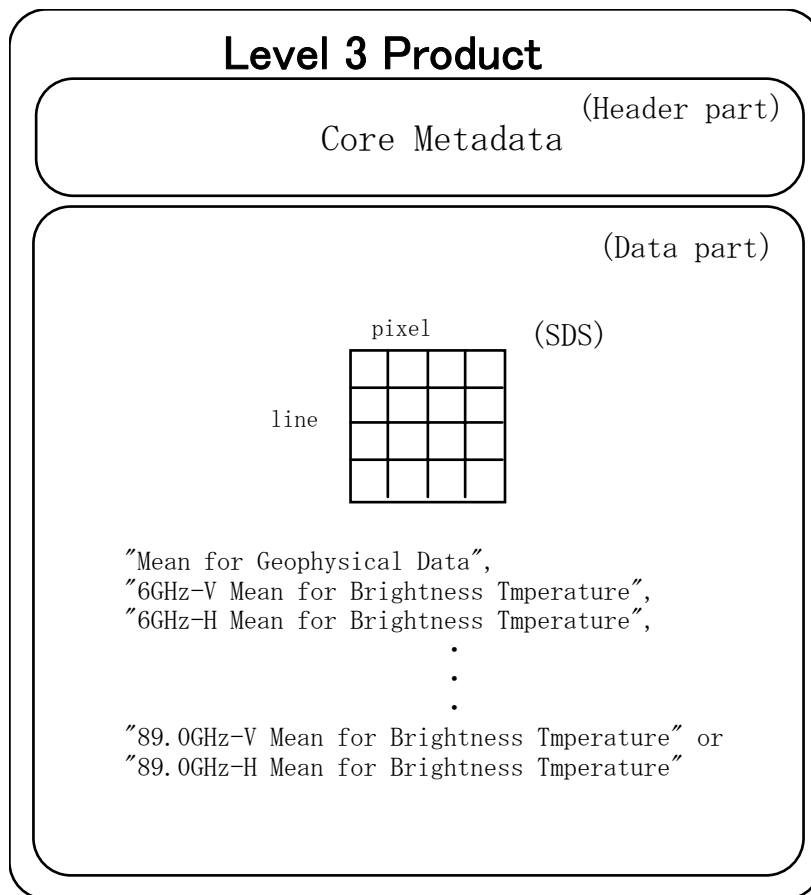 Level 3 Product
(Header part)
Core Metadata
(Data part)
pixel
(SDS)
line
"Mean for Geophysical Data",
"6GHz-V Mean for Brightness Tmperature",
"6GHz-H Mean for Brightness Tmperature",
・
・
・
"89.0GHz-V Mean for Brightness Tmperature" or
"89.0GHz-H Mean for Brightness Tmperature"